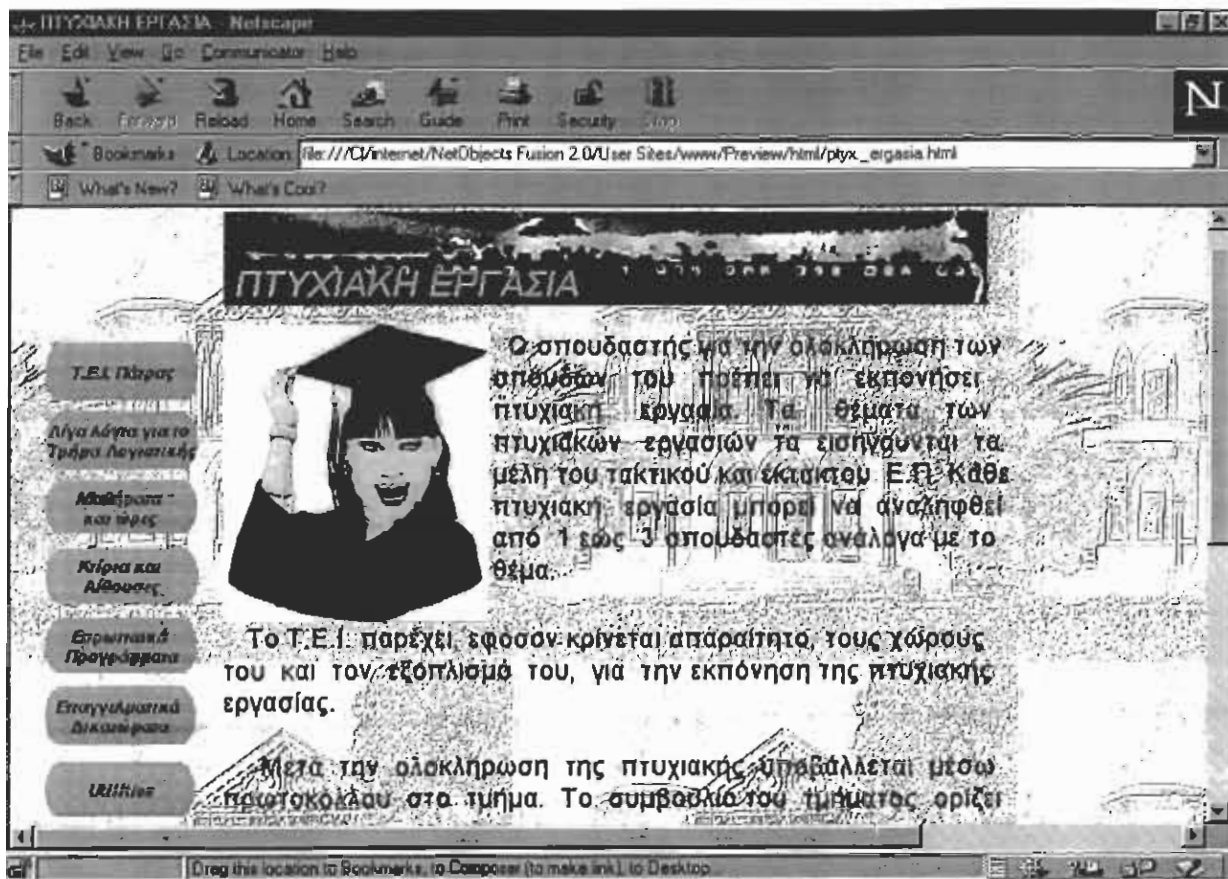 ΠΤΥΧΙΑΚΗ ΕΡΓΑΣΙΑ - Netscape
File Edit View Go Communicator Help
Back Forward Reload Home Search Guide Print Security Stop
N
Bookmarks Location: file:///C|/internet/NetObjects Fusion 2.0/User Sites/www/Preview/html/ptyx_ergasia.html
What's New? What's Cool?
ΠΤΥΧΙΑΚΗ ΕΡΓΑΣΙΑ
Τ.Ε.Ι. Πάτρας
Λίγα λόγια για το
Τμήμα Λογιστικής
Μαθήματα
και ώρες
Κτίρια και
Αίθουσες
Ευρωπαικά
Προγράμματα
Επαγγελματικά
Δικαιώματα
Utilities
Ο σπουδαστής για την ολοκλήρωση των
σπουδών του πρέπει να εκπονήσει
πτυχιακή εργασία. Τα θέματα των
πτυχιακών εργασιών τα εισηγούνται τα
μέλη του τακτικού και έκτακτου Ε.Π. Κάθε
πτυχιακή εργασία μπορεί να αναληφθεί
από 1 εως 3 σπουδαστές ανάλογα με το
θέμα.
Το Τ.Ε.Ι. παρέχει, εφόσον κρίνεται απαραίτητο, τους χώρους
του και τον εξοπλισμό του, για την εκπόνηση της πτυχιακής
εργασίας.
Μετά την ολοκλήρωση της πτυχιακής υποβάλλεται μέσω
πρωτοκόλλου στο τμήμα. Το συμβούλιο του τμήματος ορίζει
Drag this location to Bookmarks, to Composer (to make link), to Desktop...